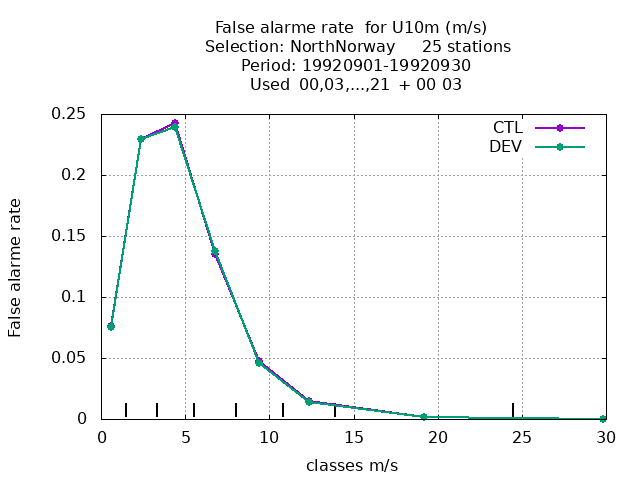 False alarme rate  for U10m (m/s)
Selection: NorthNorway     25 stations
Period: 19920901-19920930
Used  00,03,...,21  + 00 03
CTL
DEV
0.25
0.2
0.15
0.1
0.05
0
False alarme rate
0 5 10 15 20 25 30
classes m/s